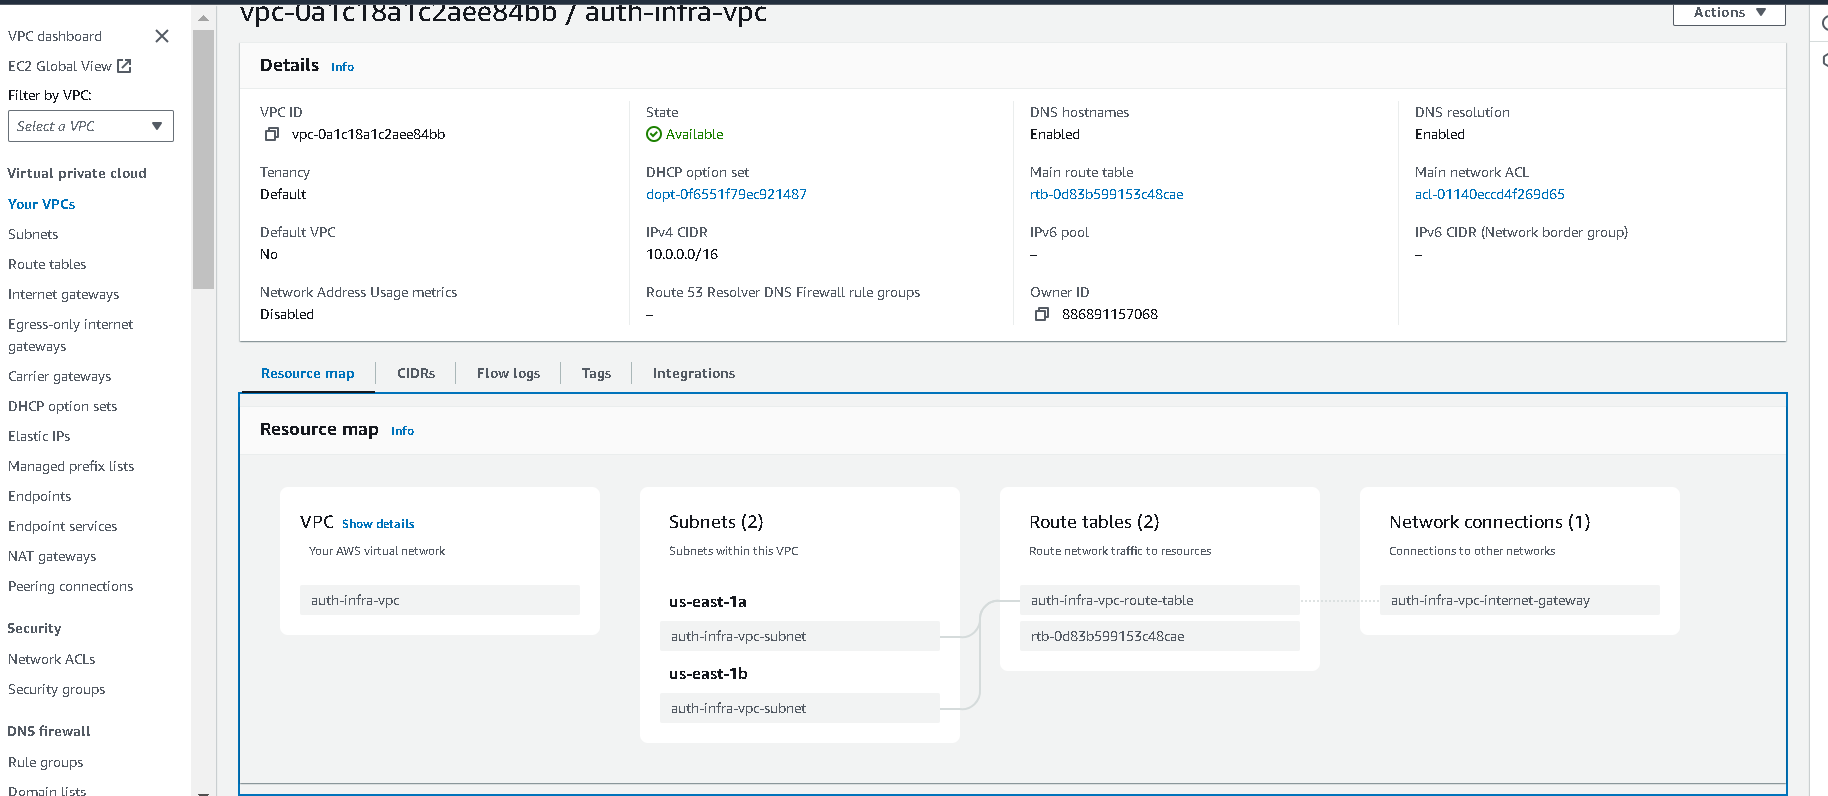 vpc-0a1c18a1c2aee84bb / auth-infra-vpc
Actions
VPC dashboard
EC2 Global View
Filter by VPC:
Select a VPC
Virtual private cloud
Your VPCs
Subnets
Route tables
Internet gateways
Egress-only internet
gateways
Carrier gateways
DHCP option sets
Elastic IPs
Managed prefix lists
Endpoints
Endpoint services
NAT gateways
Peering connections
Security
Network ACLs
Security groups
DNS firewall
Rule groups
Domain lists
Details Info
VPC ID
vpc-0a1c18a1c2aee84bb
State
Available
DNS hostnames
Enabled
DNS resolution
Enabled
Tenancy
Default
DHCP option set
dopt-0f6551f79ec921487
Main route table
rtb-0d83b599153c48cae
Main network ACL
acl-01140eccd4f269d65
Default VPC
No
IPv4 CIDR
10.0.0.0/16
IPv6 pool
–
IPv6 CIDR (Network border group)
–
Network Address Usage metrics
Disabled
Route 53 Resolver DNS Firewall rule groups
–
Owner ID
886891157068
Resource map CIDRs Flow logs Tags Integrations
Resource map Info
VPC Show details
Your AWS virtual network
auth-infra-vpc
Subnets (2)
Subnets within this VPC
us-east-1a
auth-infra-vpc-subnet
us-east-1b
auth-infra-vpc-subnet
Route tables (2)
Route network traffic to resources
auth-infra-vpc-route-table
rtb-0d83b599153c48cae
Network connections (1)
Connections to other networks
auth-infra-vpc-internet-gateway